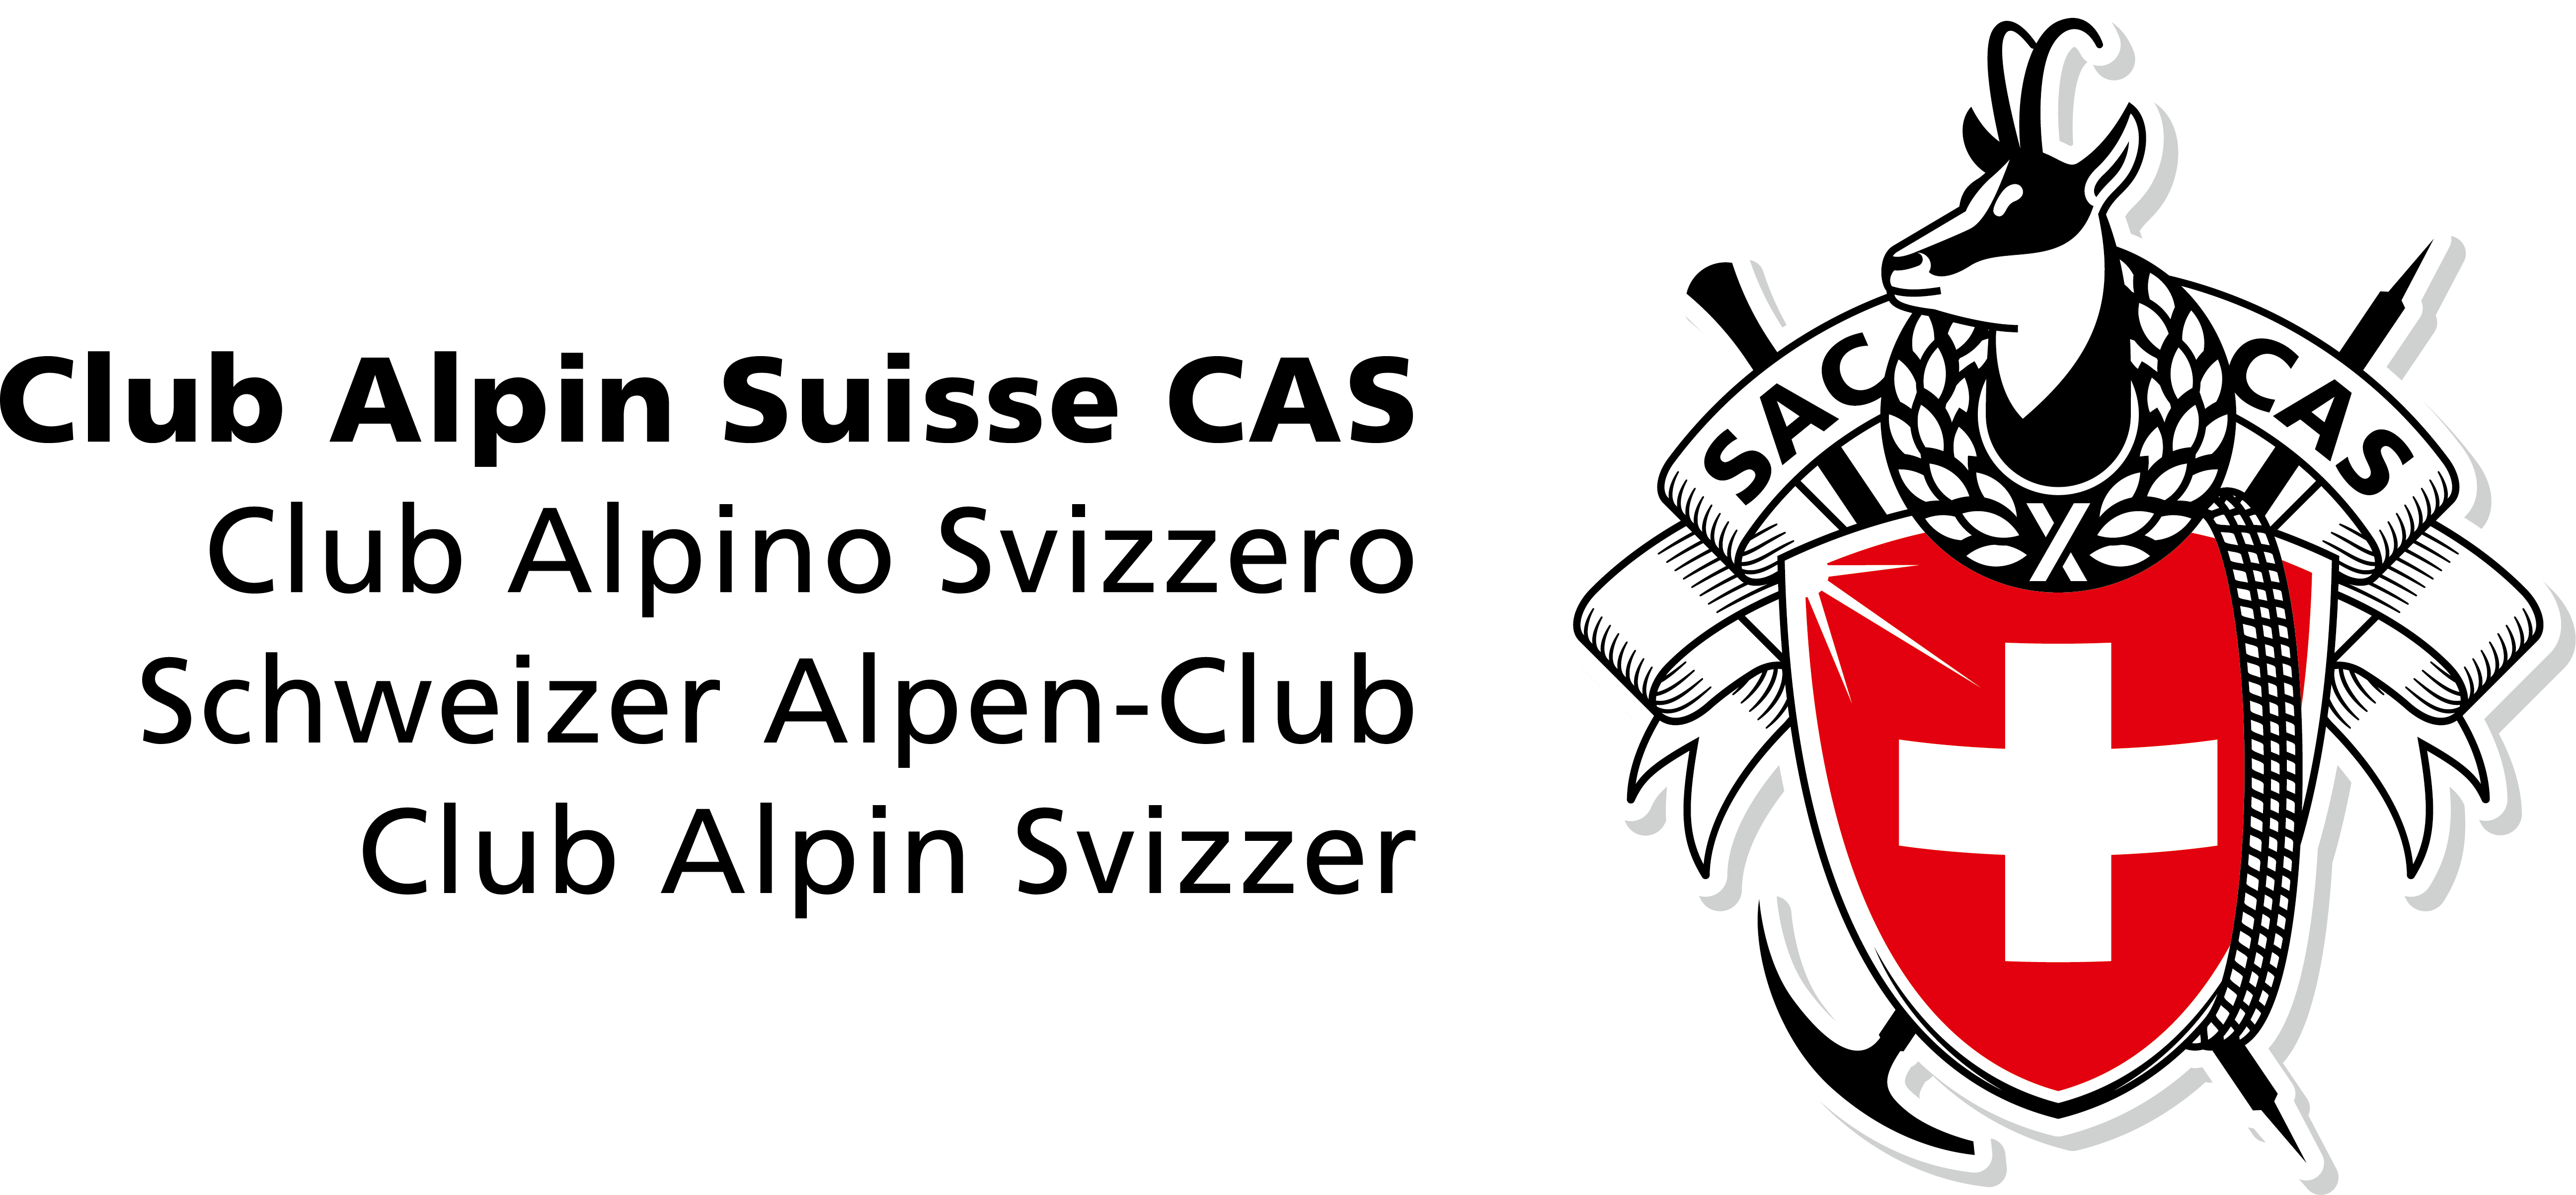 Club Alpin Suisse CAS
Club Alpino Svizzero
Schweizer Alpen-Club
Club Alpin Svizzer
SAC CAS